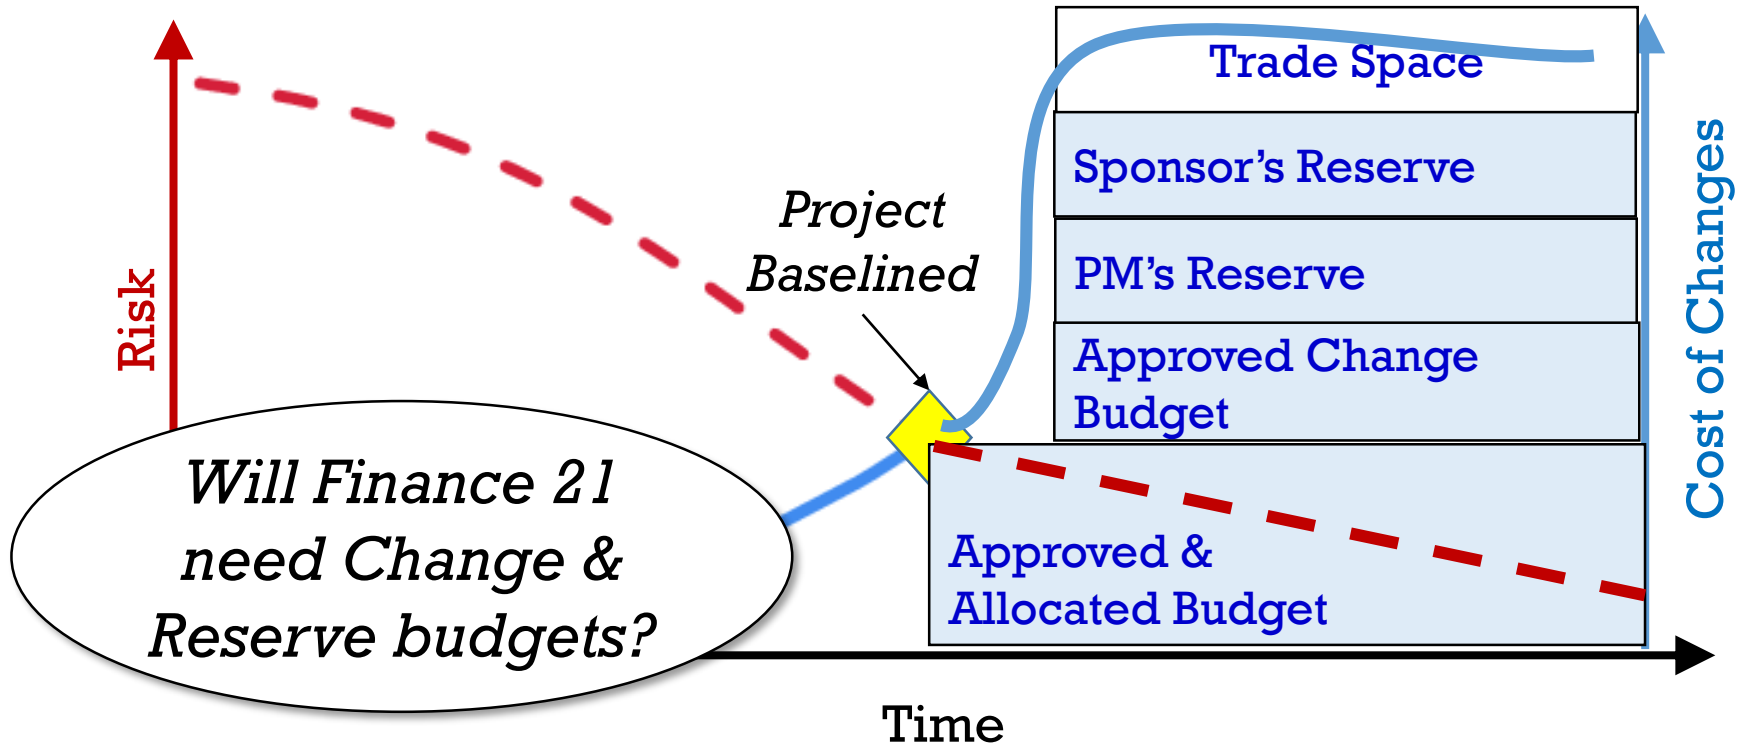 Trade Space
Sponsor’s Reserve
Project
Baselined
PM’s Reserve
Risk
Cost of Changes
Approved Change
Budget
Will Finance 21
need Change &
Reserve budgets?
Approved &
Allocated Budget
Time